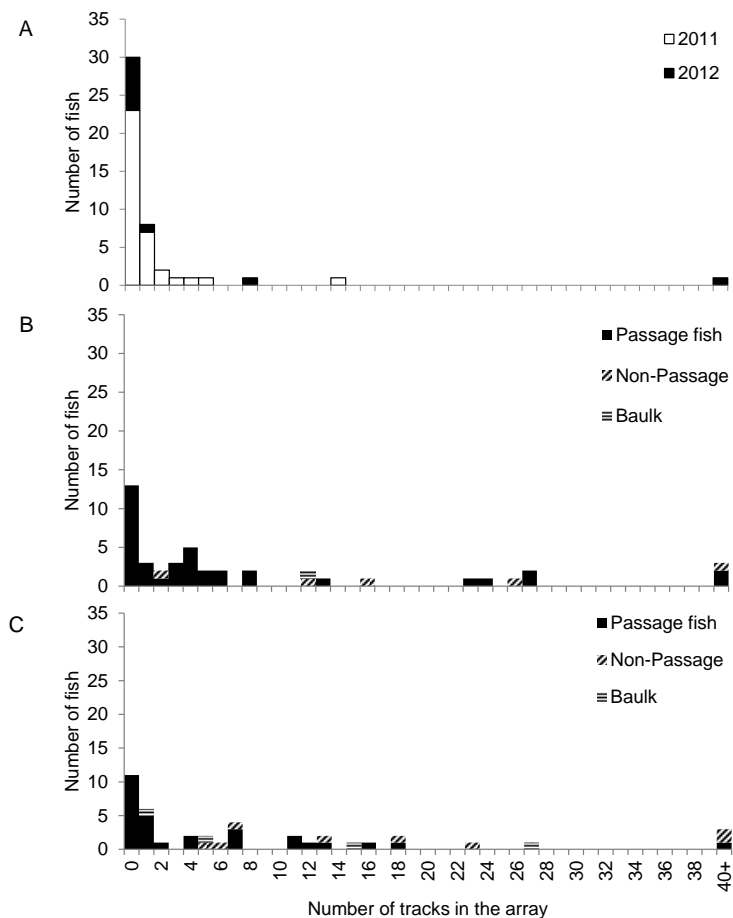 A
Number of fish
35
30
25
20
15
10
5
0
2011
2012
B
Number of fish
35
30
25
20
15
10
5
0
Passage fish
Non-Passage
Baulk
C
Number of fish
35
30
25
20
15
10
5
0
Passage fish
Non-Passage
Baulk
0 2 4 6 8 10 12 14 16 18 20 22 24 26 28 30 32 34 36 38 40+
Number of tracks in the array